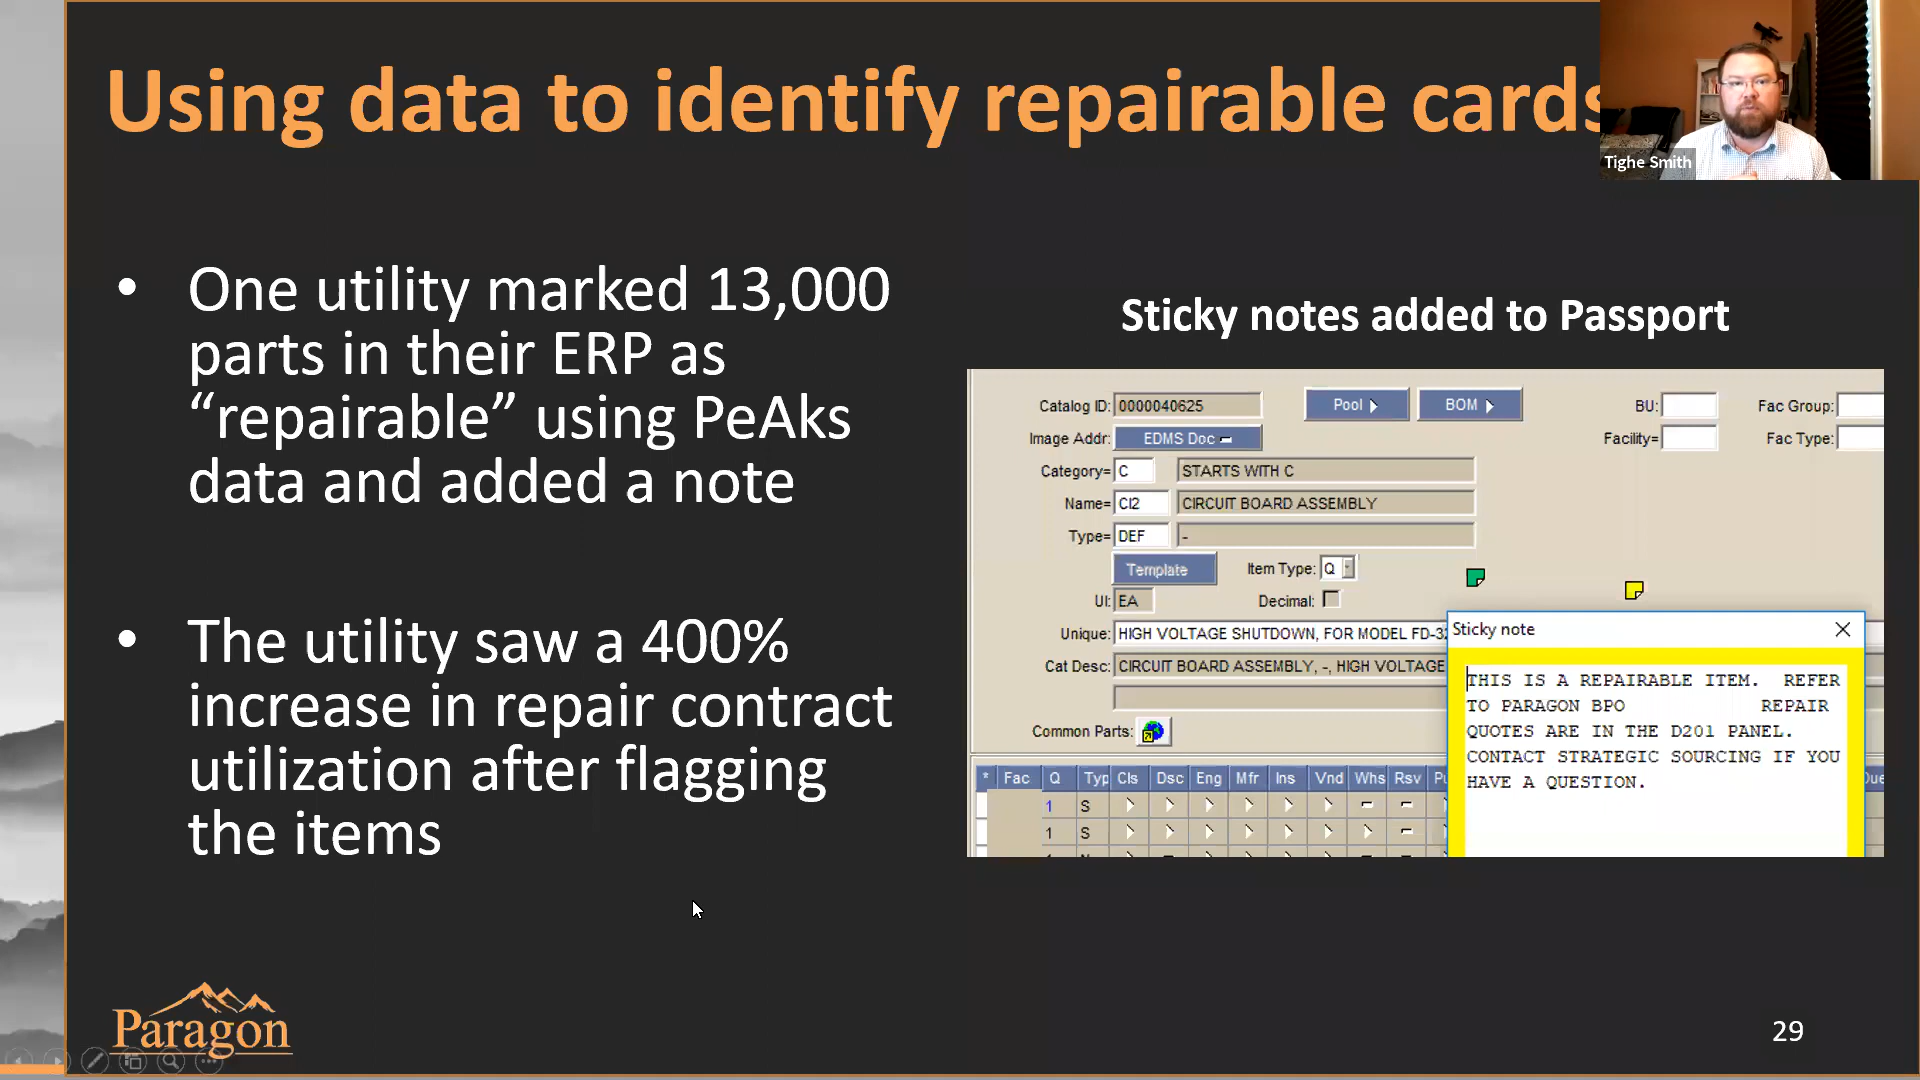 Using data to identify repairable cards
Tighe Smith
• One utility marked 13,000
parts in their ERP as
“repairable” using PeAks
data and added a note
• The utility saw a 400%
increase in repair contract
utilization after flagging
the items
Sticky notes added to Passport
Catalog ID: 0000040625 Pool BOM BU: Fac Group:
Image Addr: EDMS Doc Facility= Fac Type:
Category= C STARTS WITH C
Name= CI2 CIRCUIT BOARD ASSEMBLY
Type= DEF -
Template Item Type: Q
UI: EA Decimal:
Unique: HIGH VOLTAGE SHUTDOWN, FOR MODEL FD-32
Cat Desc: CIRCUIT BOARD ASSEMBLY, -, HIGH VOLTAGE
Common Parts:
* Fac Q Typ Cls Dsc Eng Mfr Ins Vnd Whs Rsv
1 S
1 S
Sticky note
THIS IS A REPAIRABLE ITEM. REFER
TO PARAGON BPO REPAIR
QUOTES ARE IN THE D201 PANEL.
CONTACT STRATEGIC SOURCING IF YOU
HAVE A QUESTION.
Paragon
29